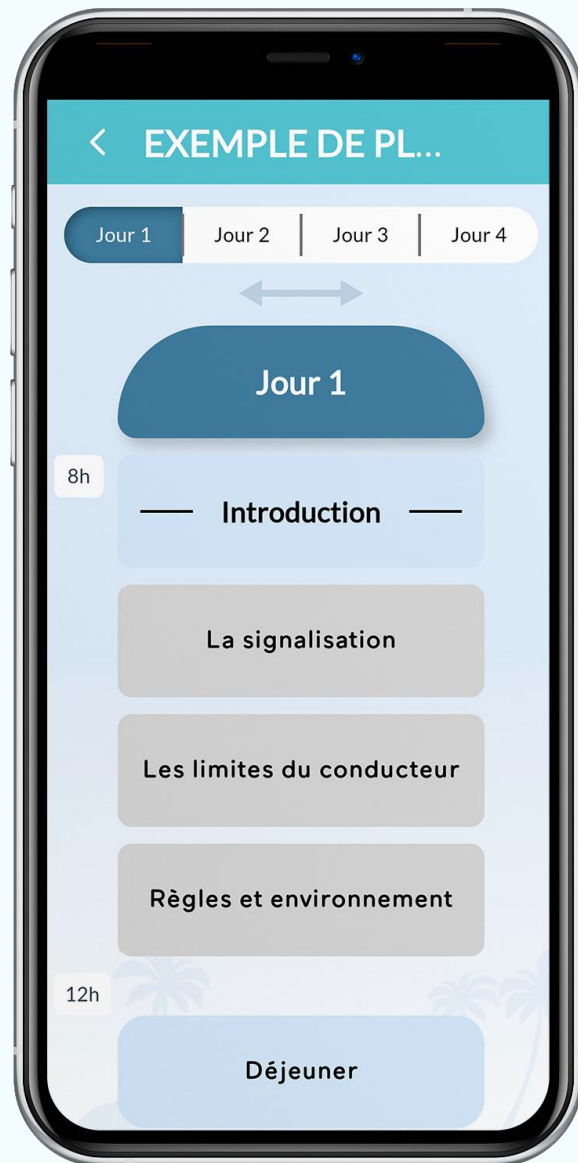 EXEMPLE DE PL...
Jour 1 Jour 2 Jour 3 Jour 4
Jour 1
8h
Introduction
La signalisation
Les limites du conducteur
Règles et environnement
12h
Déjeuner